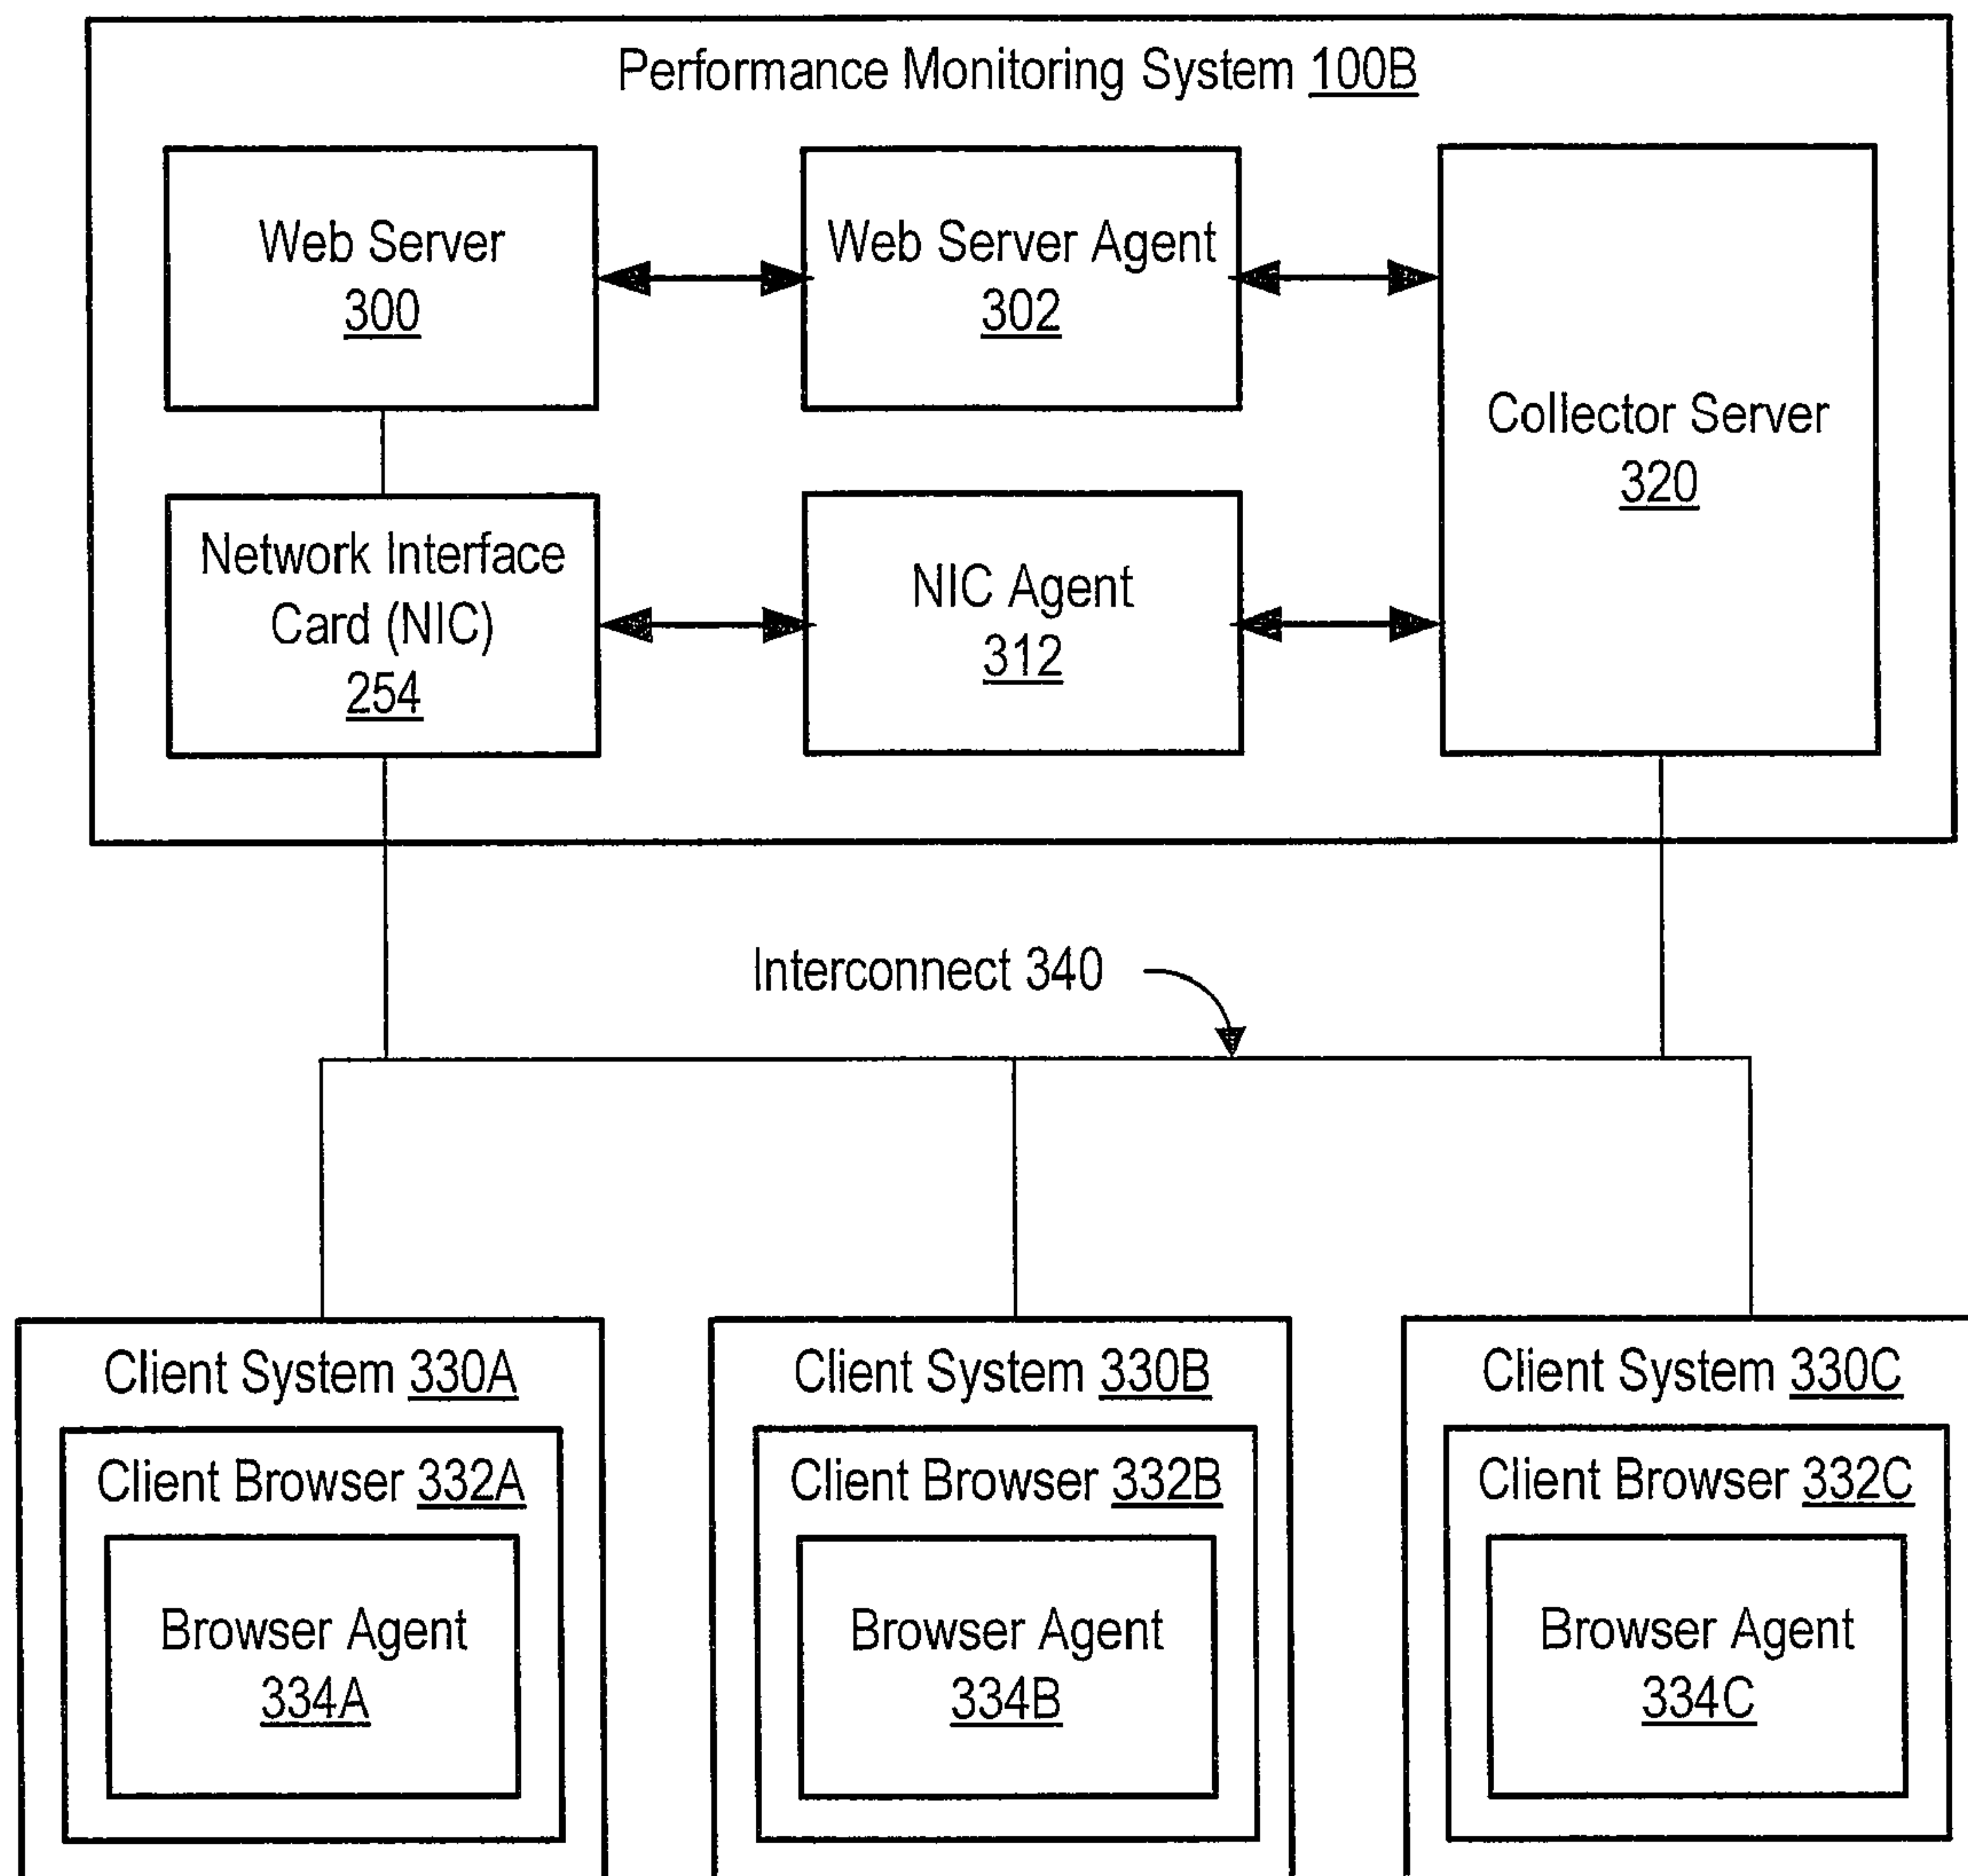 Performance Monitoring System 100B
Web Server
300
Web Server Agent
302
Collector Server
320
Network Interface
Card (NIC)
254
NIC Agent
312
Interconnect 340
Client System 330A
Client Browser 332A
Browser Agent
334A
Client System 330B
Client Browser 332B
Browser Agent
334B
Client System 330C
Client Browser 332C
Browser Agent
334C